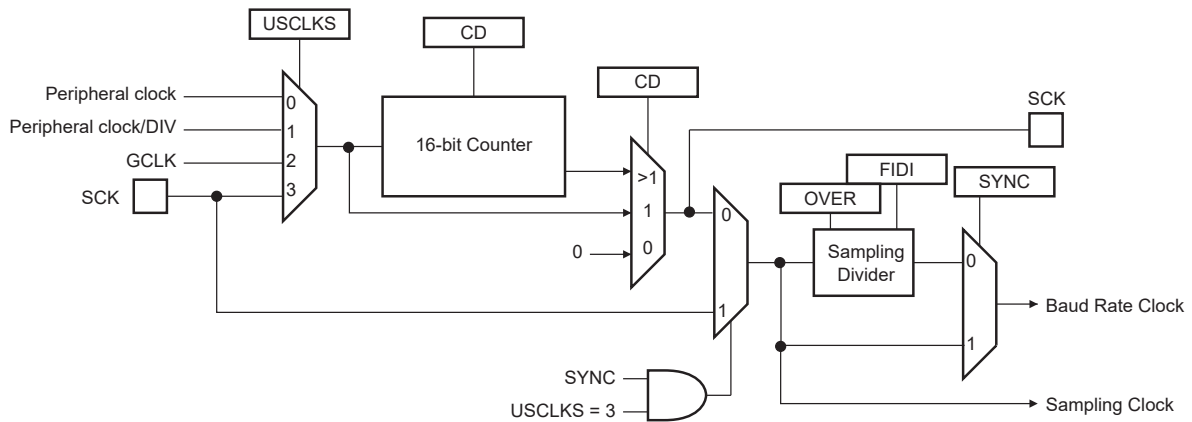 USCLKS
CD
CD
SCK
Peripheral clock
0
Peripheral clock/DIV
1
16-bit Counter
GCLK
2
SCK
3
>1
1
0
0
FIDI
OVER
SYNC
0
Sampling
Divider
0
1
1
Baud Rate Clock
SYNC
USCLKS = 3
Sampling Clock